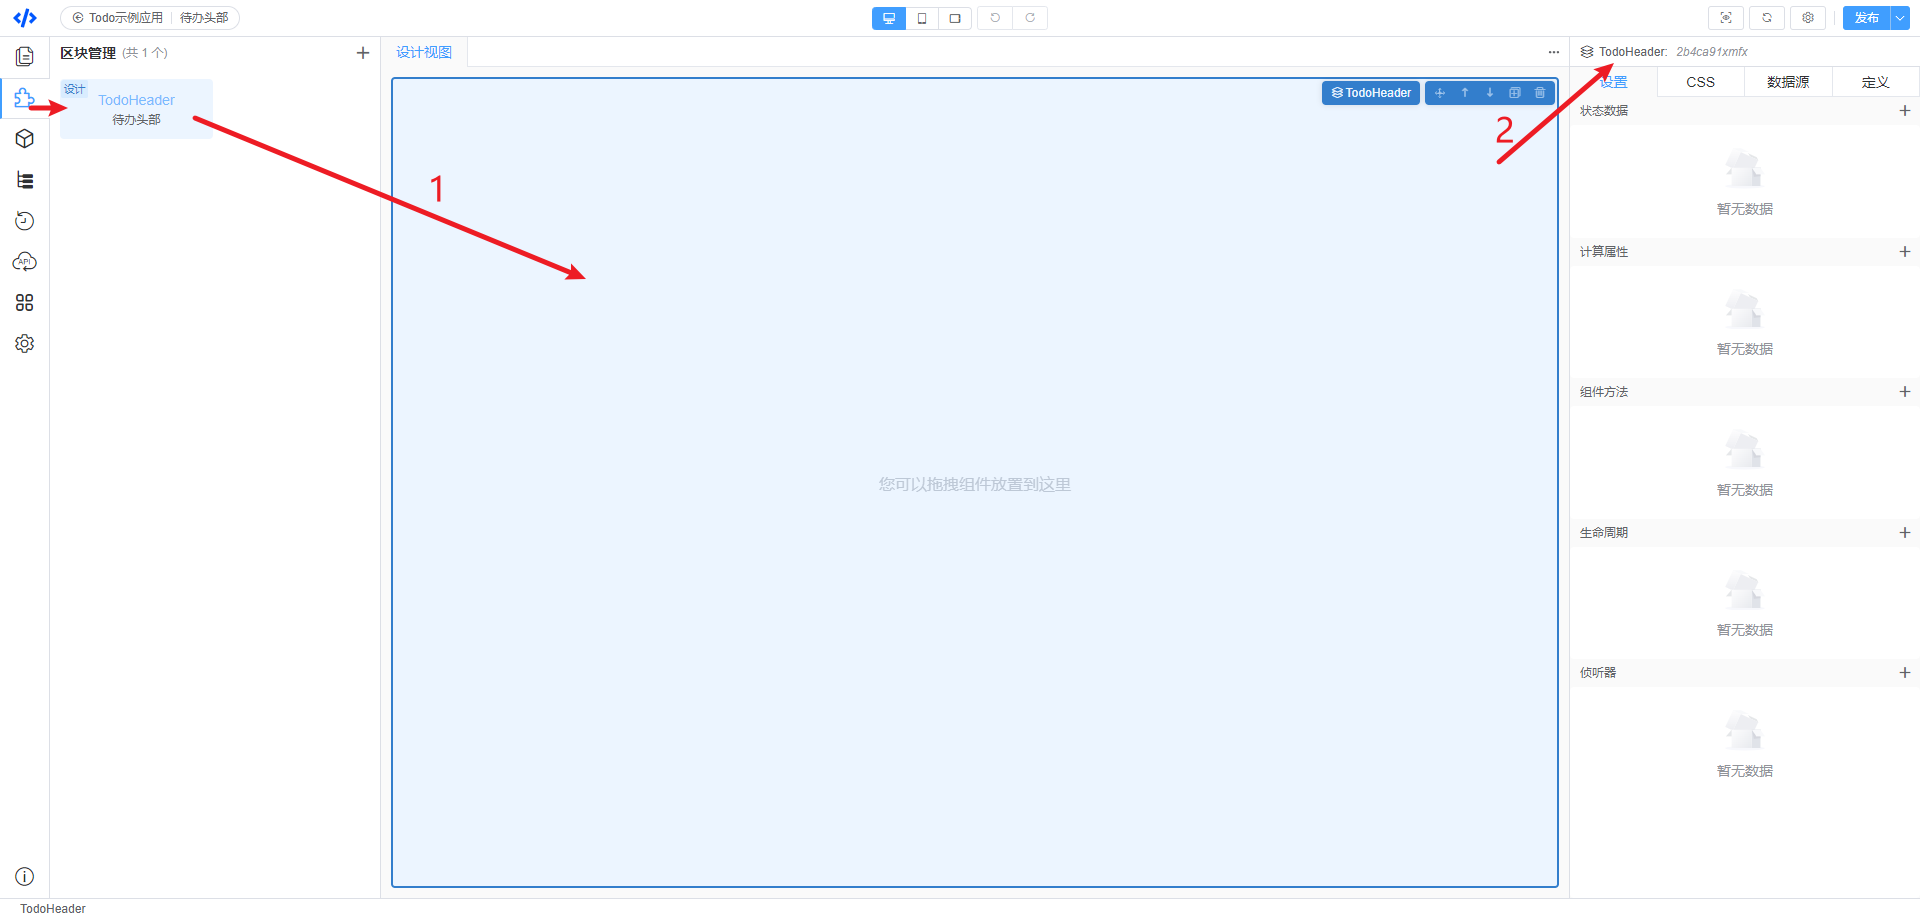 Todo示例应用 待办头部
发布
区块管理 (共 1 个)
设计
TodoHeader
待办头部
设计视图
TodoHeader
1
2
您可以拖拽组件放置到这里
TodoHeader: 2b4ca91xmfx
设置 CSS 数据源 定义
状态数据
暂无数据
计算属性
暂无数据
组件方法
暂无数据
生命周期
暂无数据
侦听器
暂无数据
API
TodoHeader